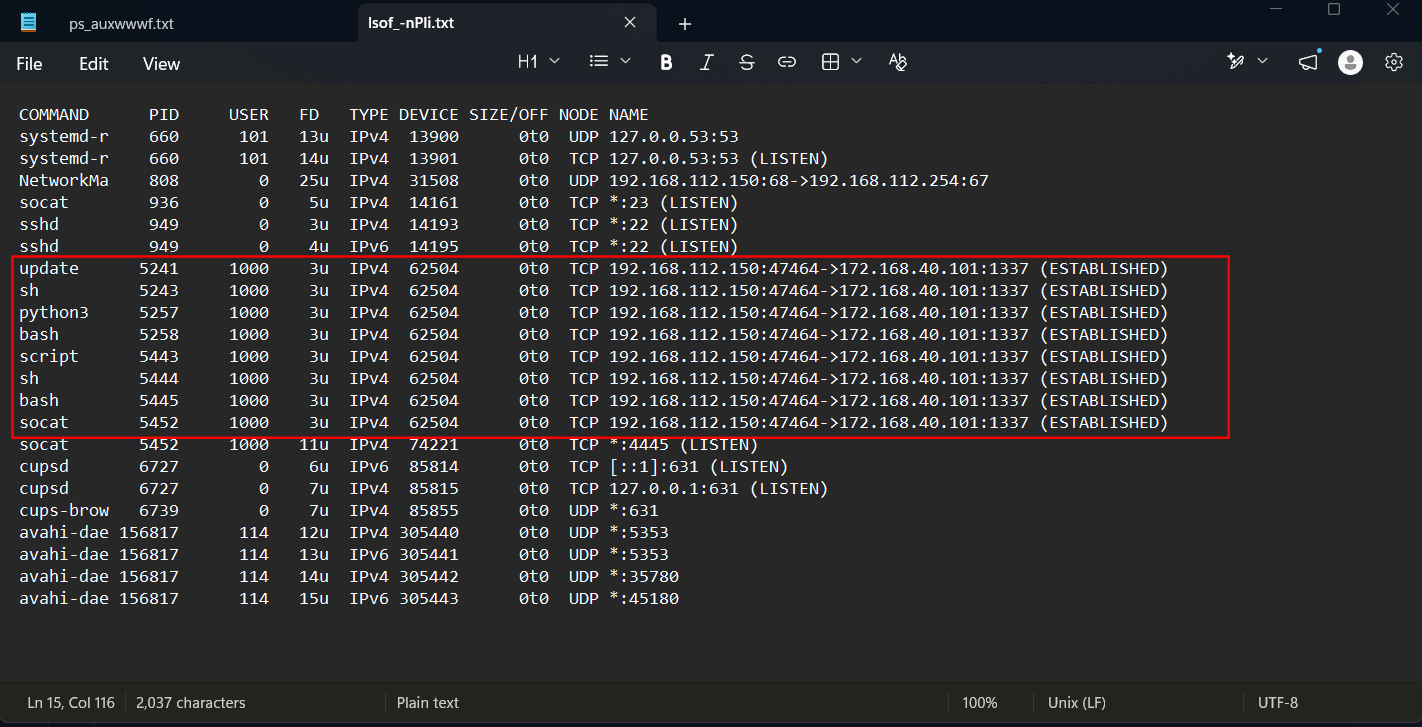 ps_auxwwwf.txt
lsof_-nPli.txt
File Edit View H1 B I S
COMMAND PID USER FD TYPE DEVICE SIZE/OFF NODE NAME
systemd-r 660 101 13u IPv4 13900 0t0 UDP 127.0.0.53:53
systemd-r 660 101 14u IPv4 13901 0t0 TCP 127.0.0.53:53 (LISTEN)
NetworkMa 808 0 25u IPv4 31508 0t0 UDP 192.168.112.150:68->192.168.112.254:67
socat 936 0 5u IPv4 14161 0t0 TCP *:23 (LISTEN)
sshd 949 0 3u IPv4 14193 0t0 TCP *:22 (LISTEN)
sshd 949 0 4u IPv6 14195 0t0 TCP *:22 (LISTEN)
update 5241 1000 3u IPv4 62504 0t0 TCP 192.168.112.150:47464->172.168.40.101:1337 (ESTABLISHED)
sh 5243 1000 3u IPv4 62504 0t0 TCP 192.168.112.150:47464->172.168.40.101:1337 (ESTABLISHED)
python3 5257 1000 3u IPv4 62504 0t0 TCP 192.168.112.150:47464->172.168.40.101:1337 (ESTABLISHED)
bash 5258 1000 3u IPv4 62504 0t0 TCP 192.168.112.150:47464->172.168.40.101:1337 (ESTABLISHED)
script 5443 1000 3u IPv4 62504 0t0 TCP 192.168.112.150:47464->172.168.40.101:1337 (ESTABLISHED)
sh 5444 1000 3u IPv4 62504 0t0 TCP 192.168.112.150:47464->172.168.40.101:1337 (ESTABLISHED)
bash 5445 1000 3u IPv4 62504 0t0 TCP 192.168.112.150:47464->172.168.40.101:1337 (ESTABLISHED)
socat 5452 1000 3u IPv4 62504 0t0 TCP 192.168.112.150:47464->172.168.40.101:1337 (ESTABLISHED)
socat 5452 1000 11u IPv4 74221 0t0 TCP *:4445 (LISTEN)
cupsd 6727 0 6u IPv6 85814 0t0 TCP [::1]:631 (LISTEN)
cupsd 6727 0 7u IPv4 85815 0t0 TCP 127.0.0.1:631 (LISTEN)
cups-brow 6739 0 7u IPv4 85855 0t0 UDP *:631
avahi-dae 156817 114 12u IPv4 305440 0t0 UDP *:5353
avahi-dae 156817 114 13u IPv6 305441 0t0 UDP *:5353
avahi-dae 156817 114 14u IPv4 305442 0t0 UDP *:35780
avahi-dae 156817 114 15u IPv6 305443 0t0 UDP *:45180
Ln 15, Col 116 2,037 characters Plain text 100% Unix (LF) UTF-8